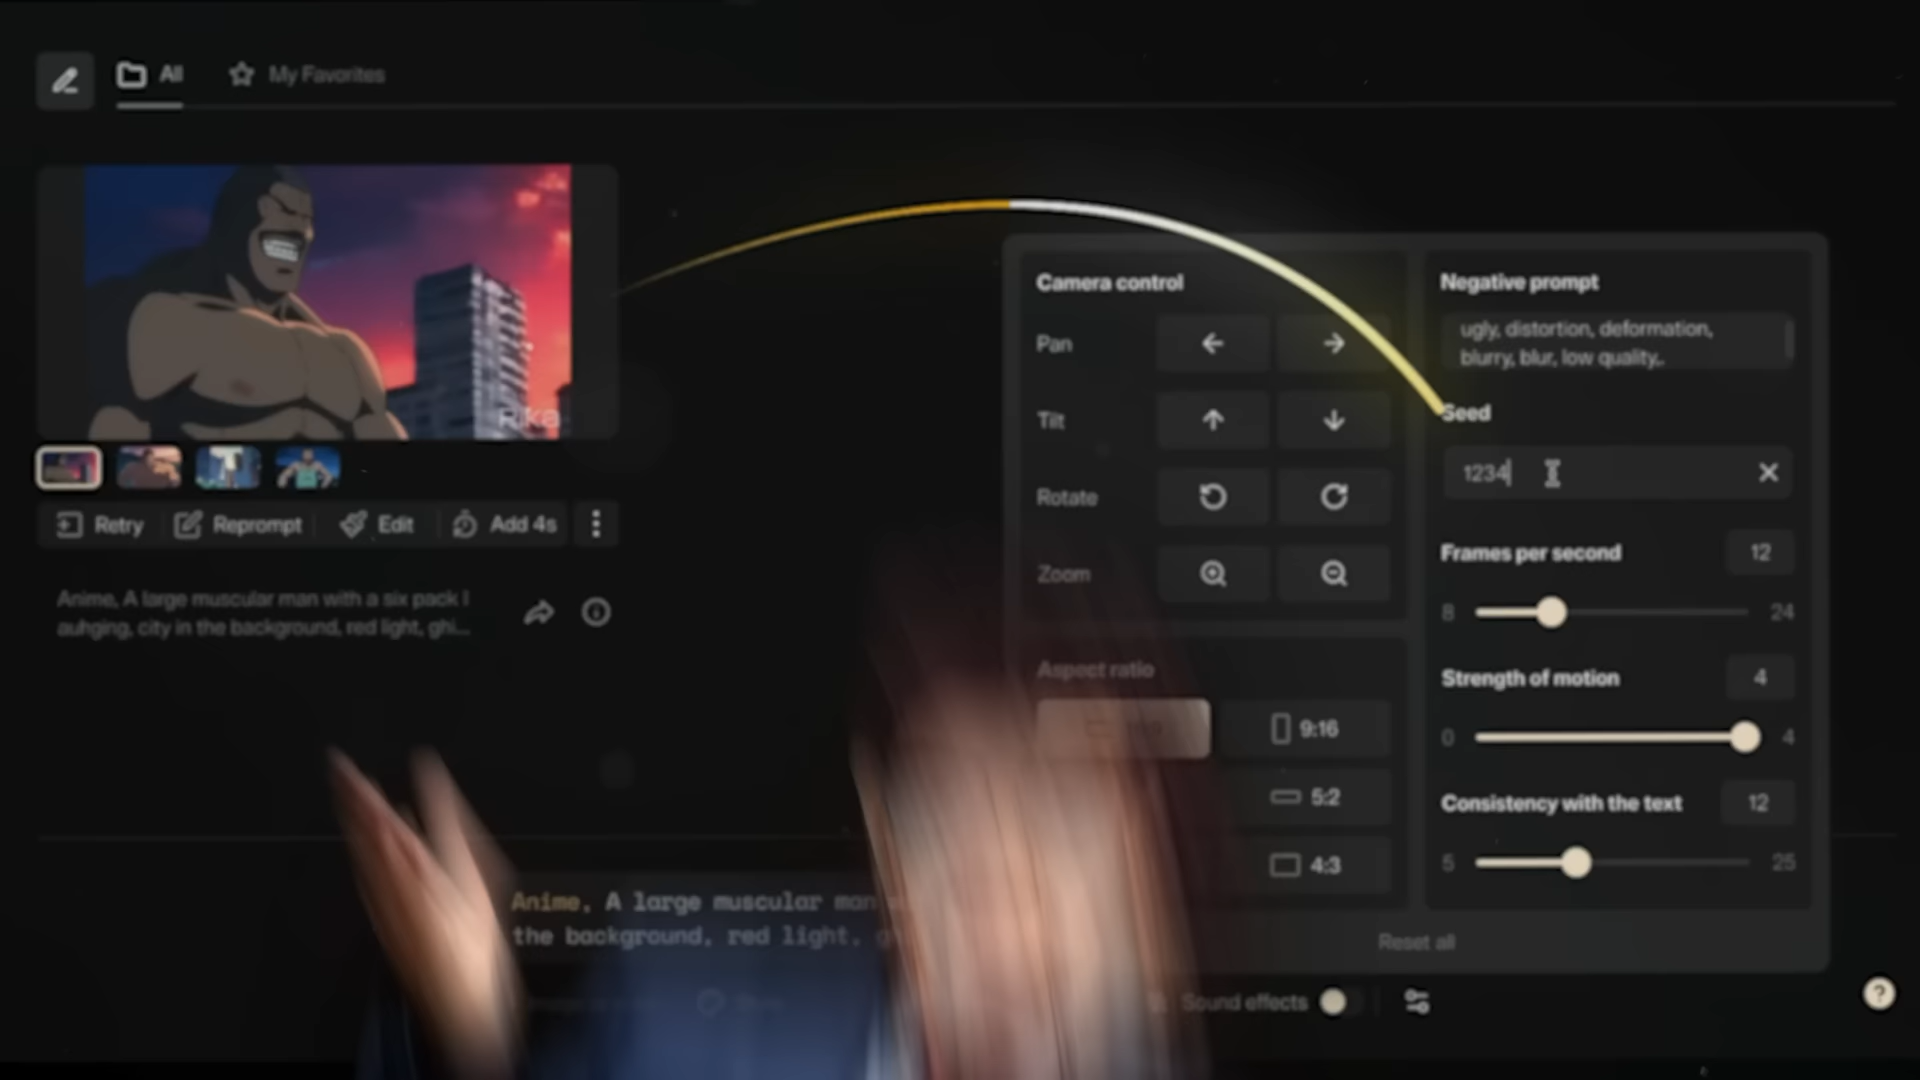 All
My Favorites
Pika
Retry
Reprompt
Edit
Add 4s
Anime, A large muscular man with a six pack l
auhging, city in the background, red light, ghi...
Camera control
Pan
Tilt
Rotate
Zoom
Aspect ratio
9:16
5:2
4:3
Negative prompt
ugly, distortion, deformation,
blurry, blur, low quality,.
Seed
1234
Frames per second
12
8
24
Strength of motion
4
0
4
Consistency with the text
12
5
25
Reset all
Anime, A large muscular man
the background, red light,
Sound effects
?